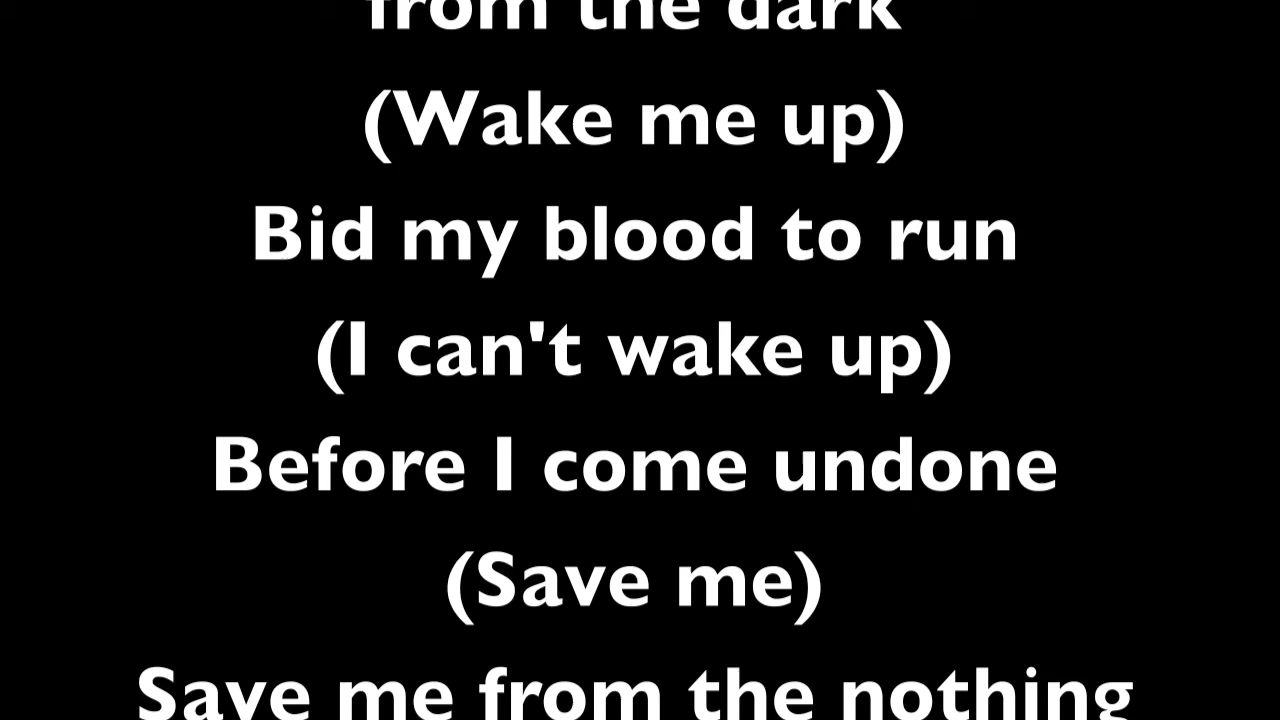 from the dark
(Wake me up)
Bid my blood to run
(I can't wake up)
Before I come undone
(Save me)
Save me from the nothing